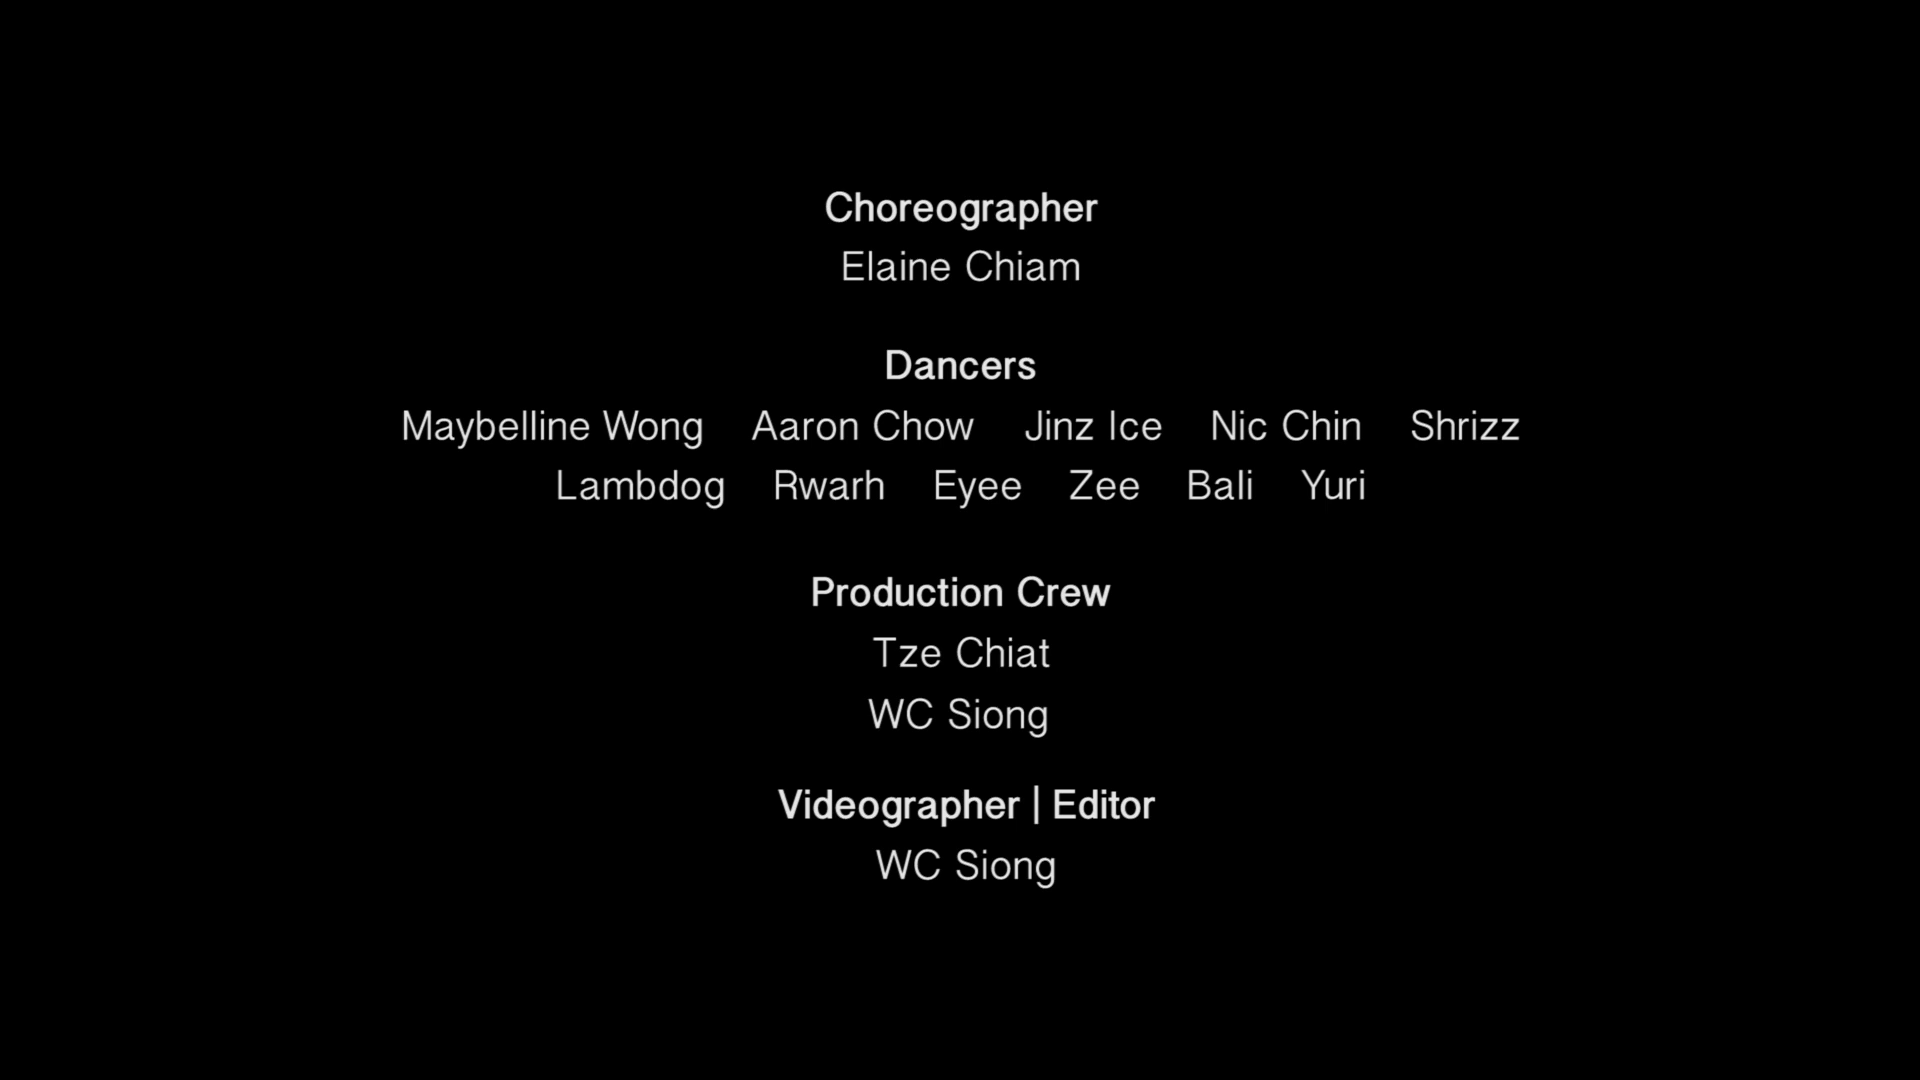 Choreographer
Elaine Chiam
Dancers
Maybelline Wong Aaron Chow Jinz Ice Nic Chin Shrizz
Lambdog Rwarh Eyee Zee Bali Yuri
Production Crew
Tze Chiat
WC Siong
Videographer | Editor
WC Siong